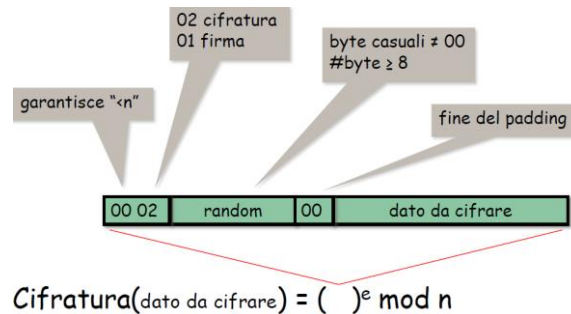 02 cifratura
01 firma
byte casuali ≠ 00
#byte ≥ 8
garantisce “<n”
fine del padding
00 02 random 00 dato da cifrare
Cifratura(dato da cifrare) = ( )ᵉ mod n